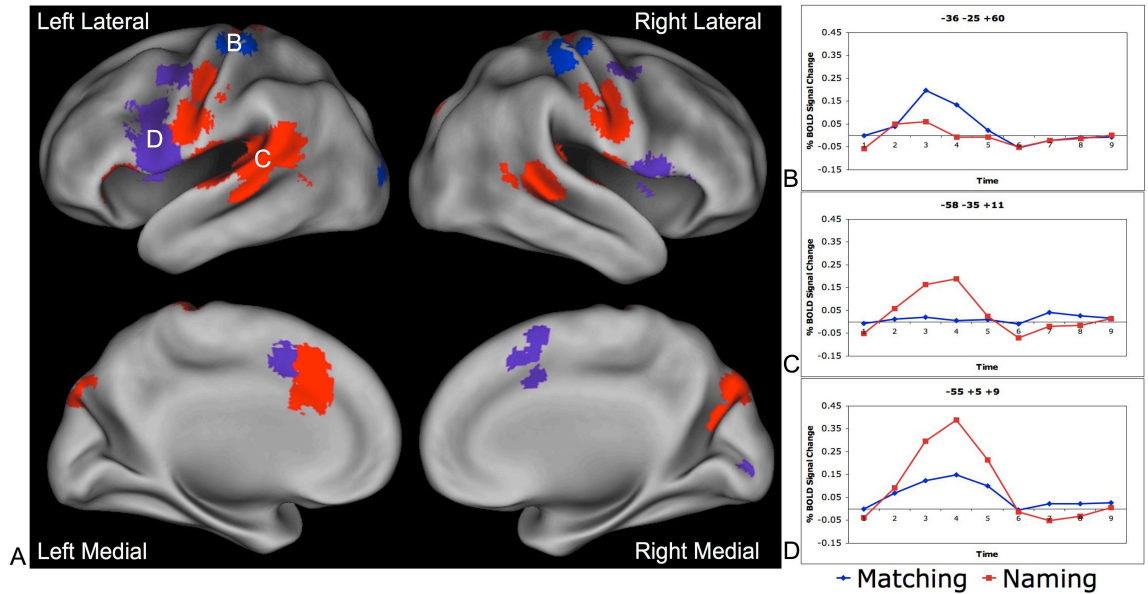 Left Lateral
Right Lateral
B
D
C
Left Medial
Right Medial
A
-36 -25 +60
0.45
0.35
0.25
0.15
0.05
-0.05
-0.15
% BOLD Signal Change
1 2 3 4 5 6 7 8 9
Time
B
-58 -35 +11
0.45
0.35
0.25
0.15
0.05
-0.05
-0.15
% BOLD Signal Change
1 2 3 4 5 6 7 8 9
Time
C
-55 +5 +9
0.45
0.35
0.25
0.15
0.05
-0.05
-0.15
% BOLD Signal Change
1 2 3 4 5 6 7 8 9
Time
D
Matching Naming